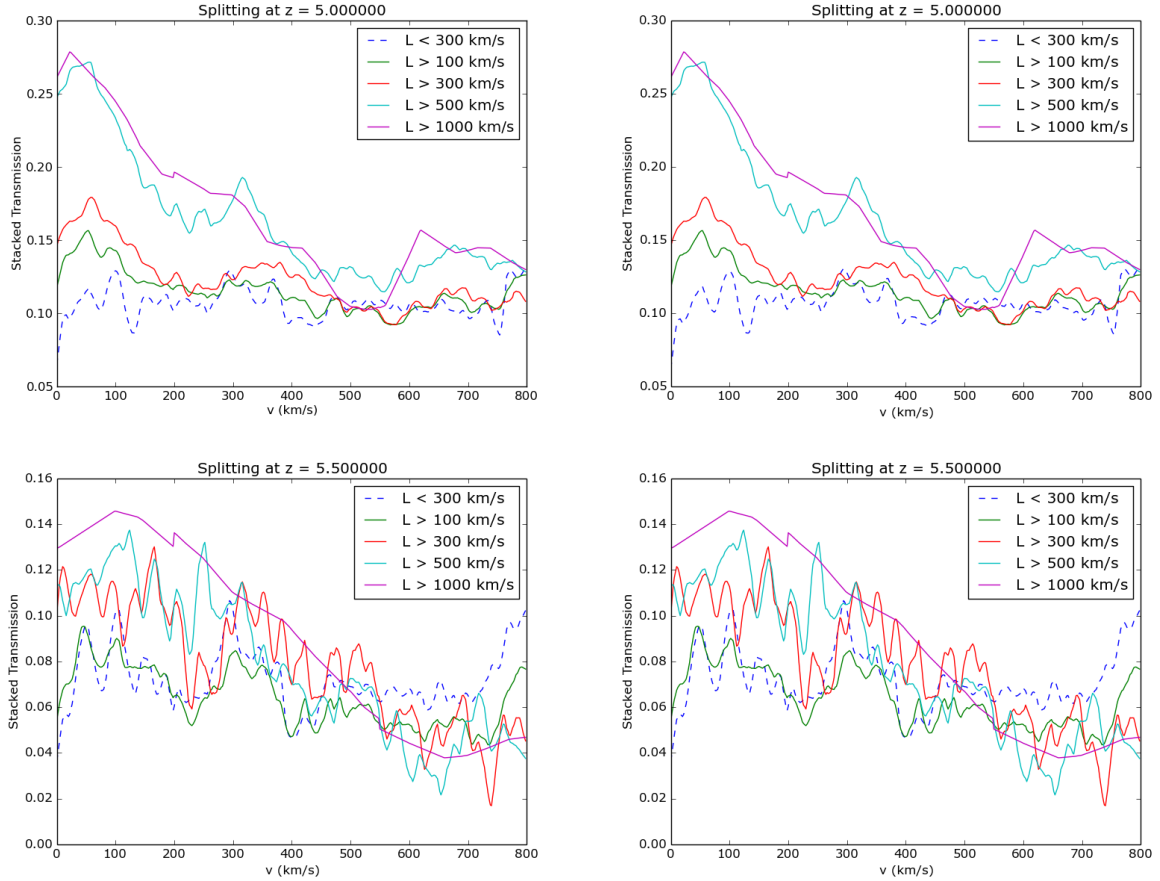 Splitting at z = 5.000000
0.30
0.25
0.20
0.15
0.10
0.05
Stacked Transmission
L < 300 km/s
L > 100 km/s
L > 300 km/s
L > 500 km/s
L > 1000 km/s
0 100 200 300 400 500 600 700 800
v (km/s)
Splitting at z = 5.000000
0.30
0.25
0.20
0.15
0.10
0.05
Stacked Transmission
L < 300 km/s
L > 100 km/s
L > 300 km/s
L > 500 km/s
L > 1000 km/s
0 100 200 300 400 500 600 700 800
v (km/s)
Splitting at z = 5.500000
0.16
0.14
0.12
0.10
0.08
0.06
0.04
0.02
0.00
Stacked Transmission
L < 300 km/s
L > 100 km/s
L > 300 km/s
L > 500 km/s
L > 1000 km/s
0 100 200 300 400 500 600 700 800
v (km/s)
Splitting at z = 5.500000
0.16
0.14
0.12
0.10
0.08
0.06
0.04
0.02
0.00
Stacked Transmission
L < 300 km/s
L > 100 km/s
L > 300 km/s
L > 500 km/s
L > 1000 km/s
0 100 200 300 400 500 600 700 800
v (km/s)